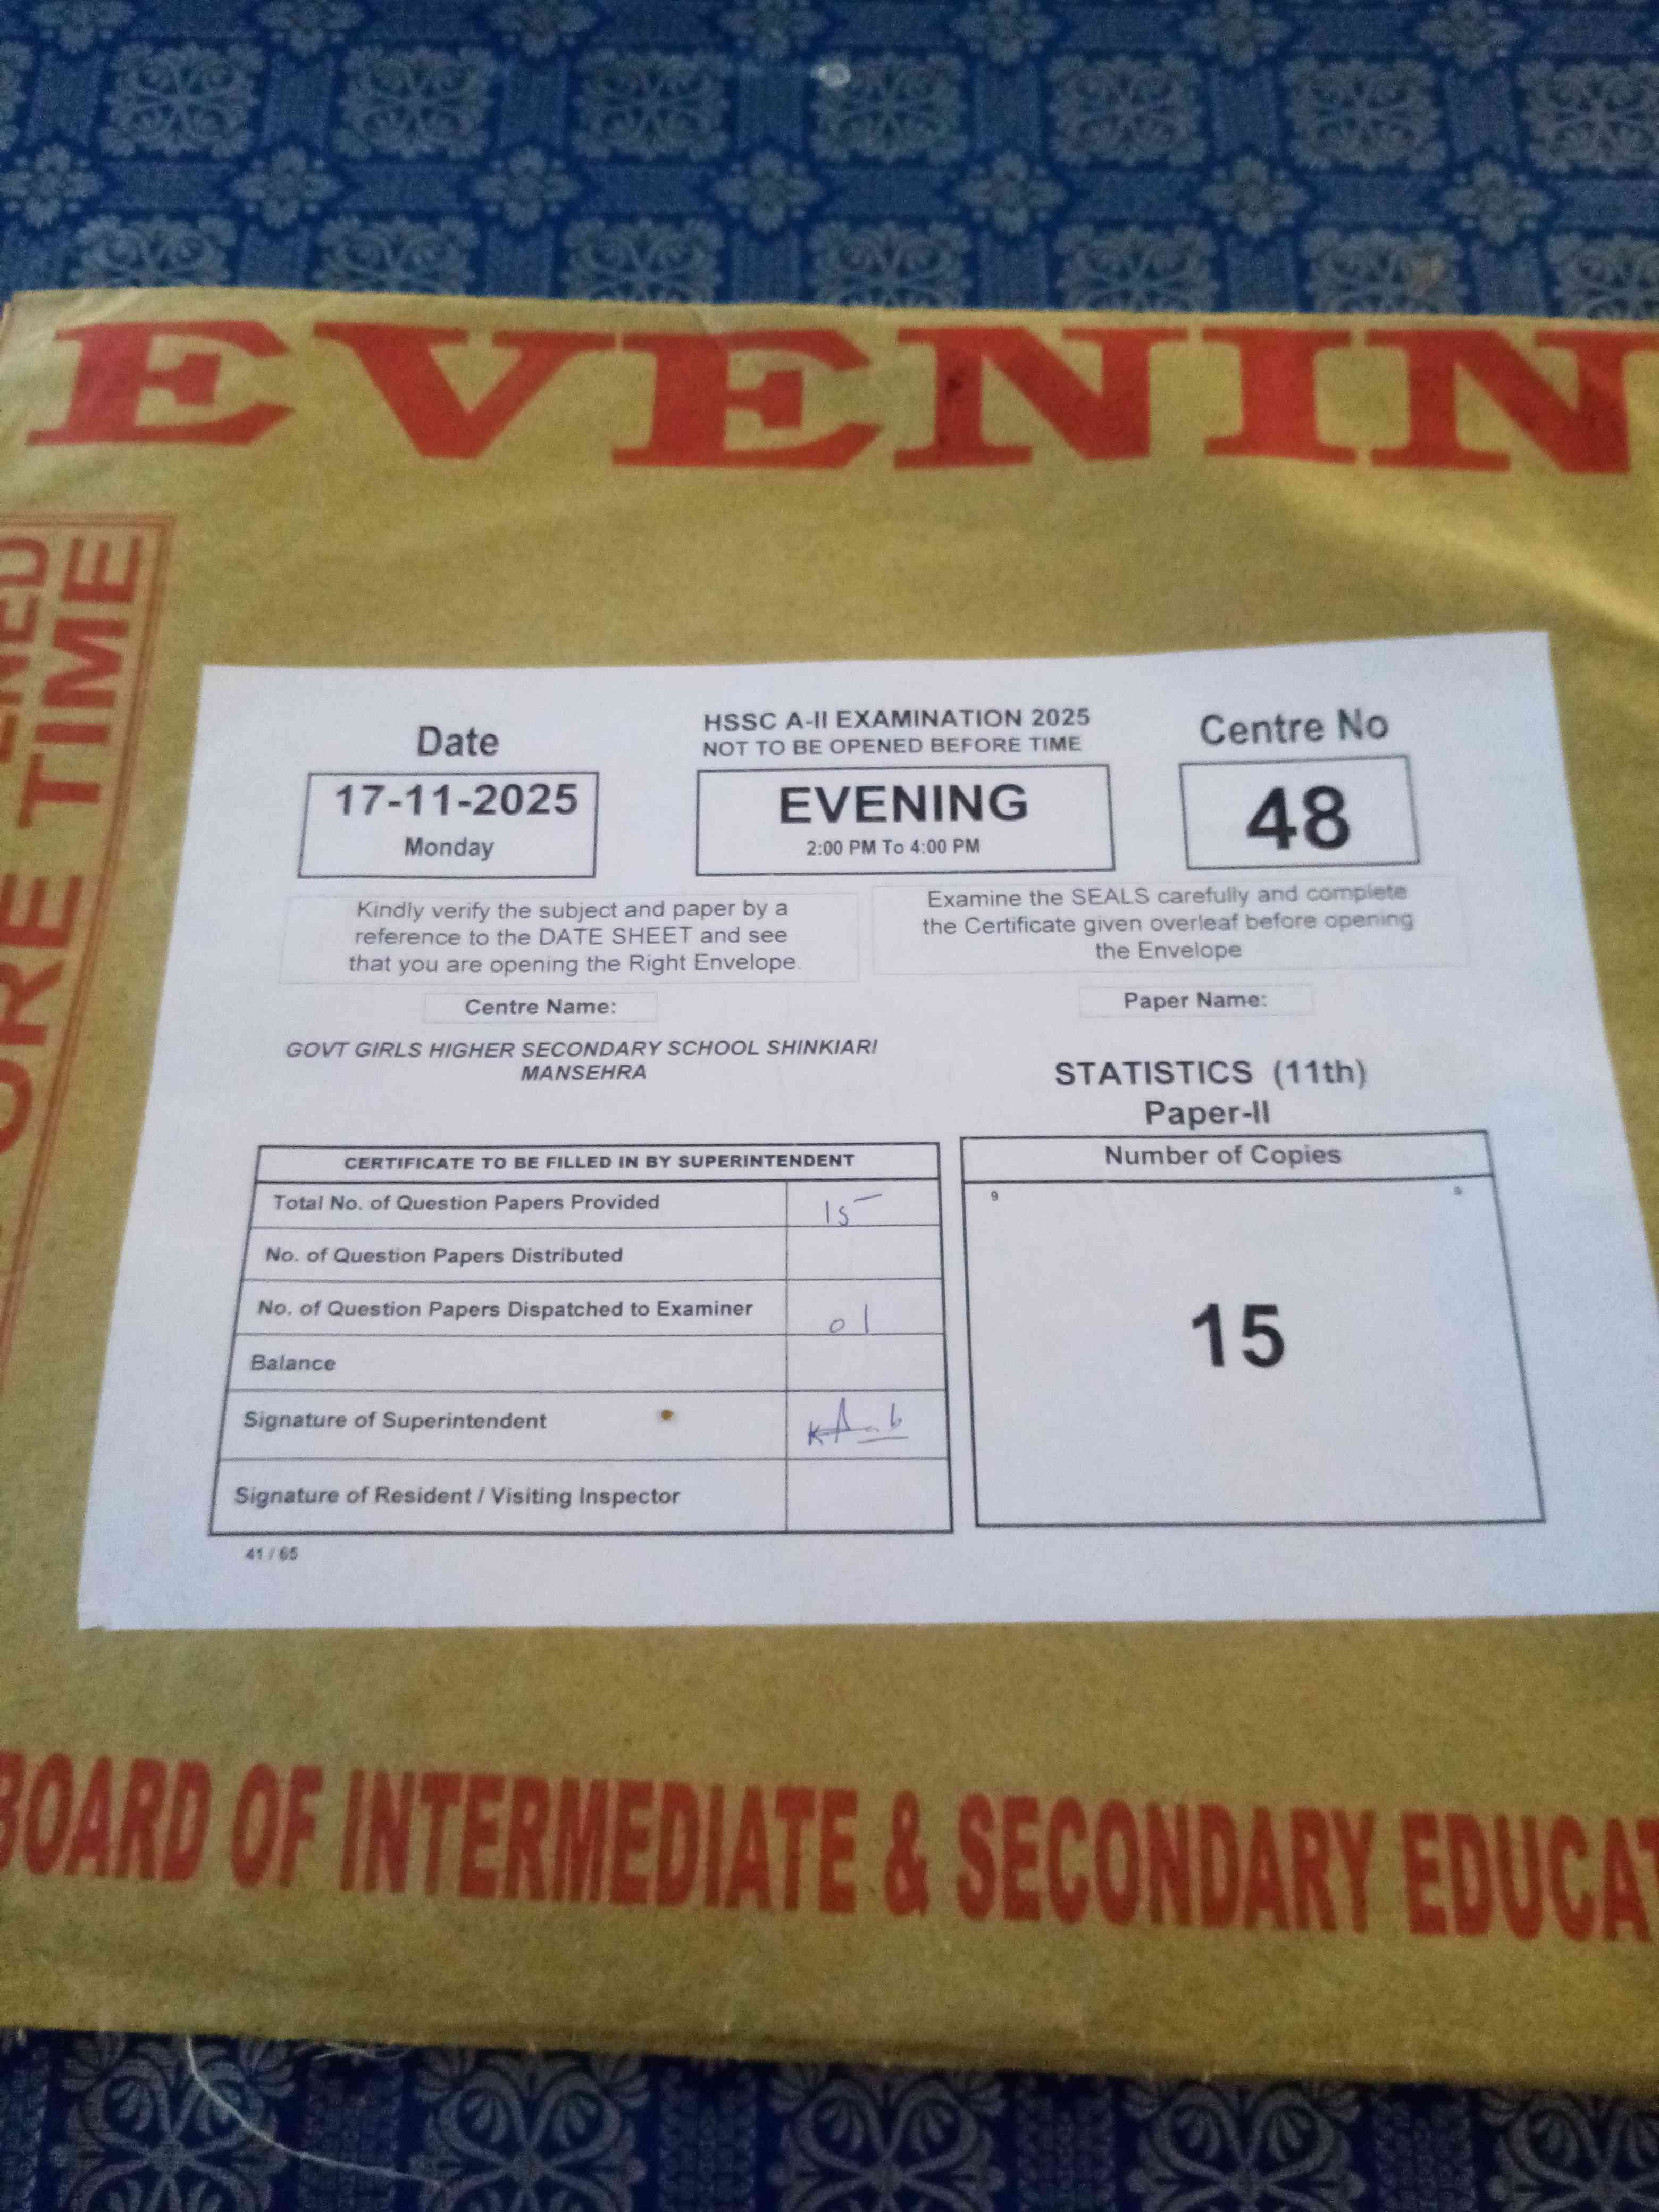 EVENIN
ORE TIME
Date
17-11-2025
Monday
HSSC A-II EXAMINATION 2025
NOT TO BE OPENED BEFORE TIME
EVENING
2:00 PM To 4:00 PM
Centre No
48
Kindly verify the subject and paper by a
reference to the DATE SHEET and see
that you are opening the Right Envelope.
Examine the SEALS carefully and complete
the Certificate given overleaf before opening
the Envelope
Centre Name:
GOVT GIRLS HIGHER SECONDARY SCHOOL SHINKIARI
MANSEHRA
Paper Name:
STATISTICS (11th)
Paper-II
CERTIFICATE TO BE FILLED IN BY SUPERINTENDENT
Total No. of Question Papers Provided 15
No. of Question Papers Distributed
No. of Question Papers Dispatched to Examiner 01
Balance
Signature of Superintendent
Signature of Resident / Visiting Inspector
Number of Copies
9
15
41 / 65
BOARD OF INTERMEDIATE & SECONDARY EDUCAT